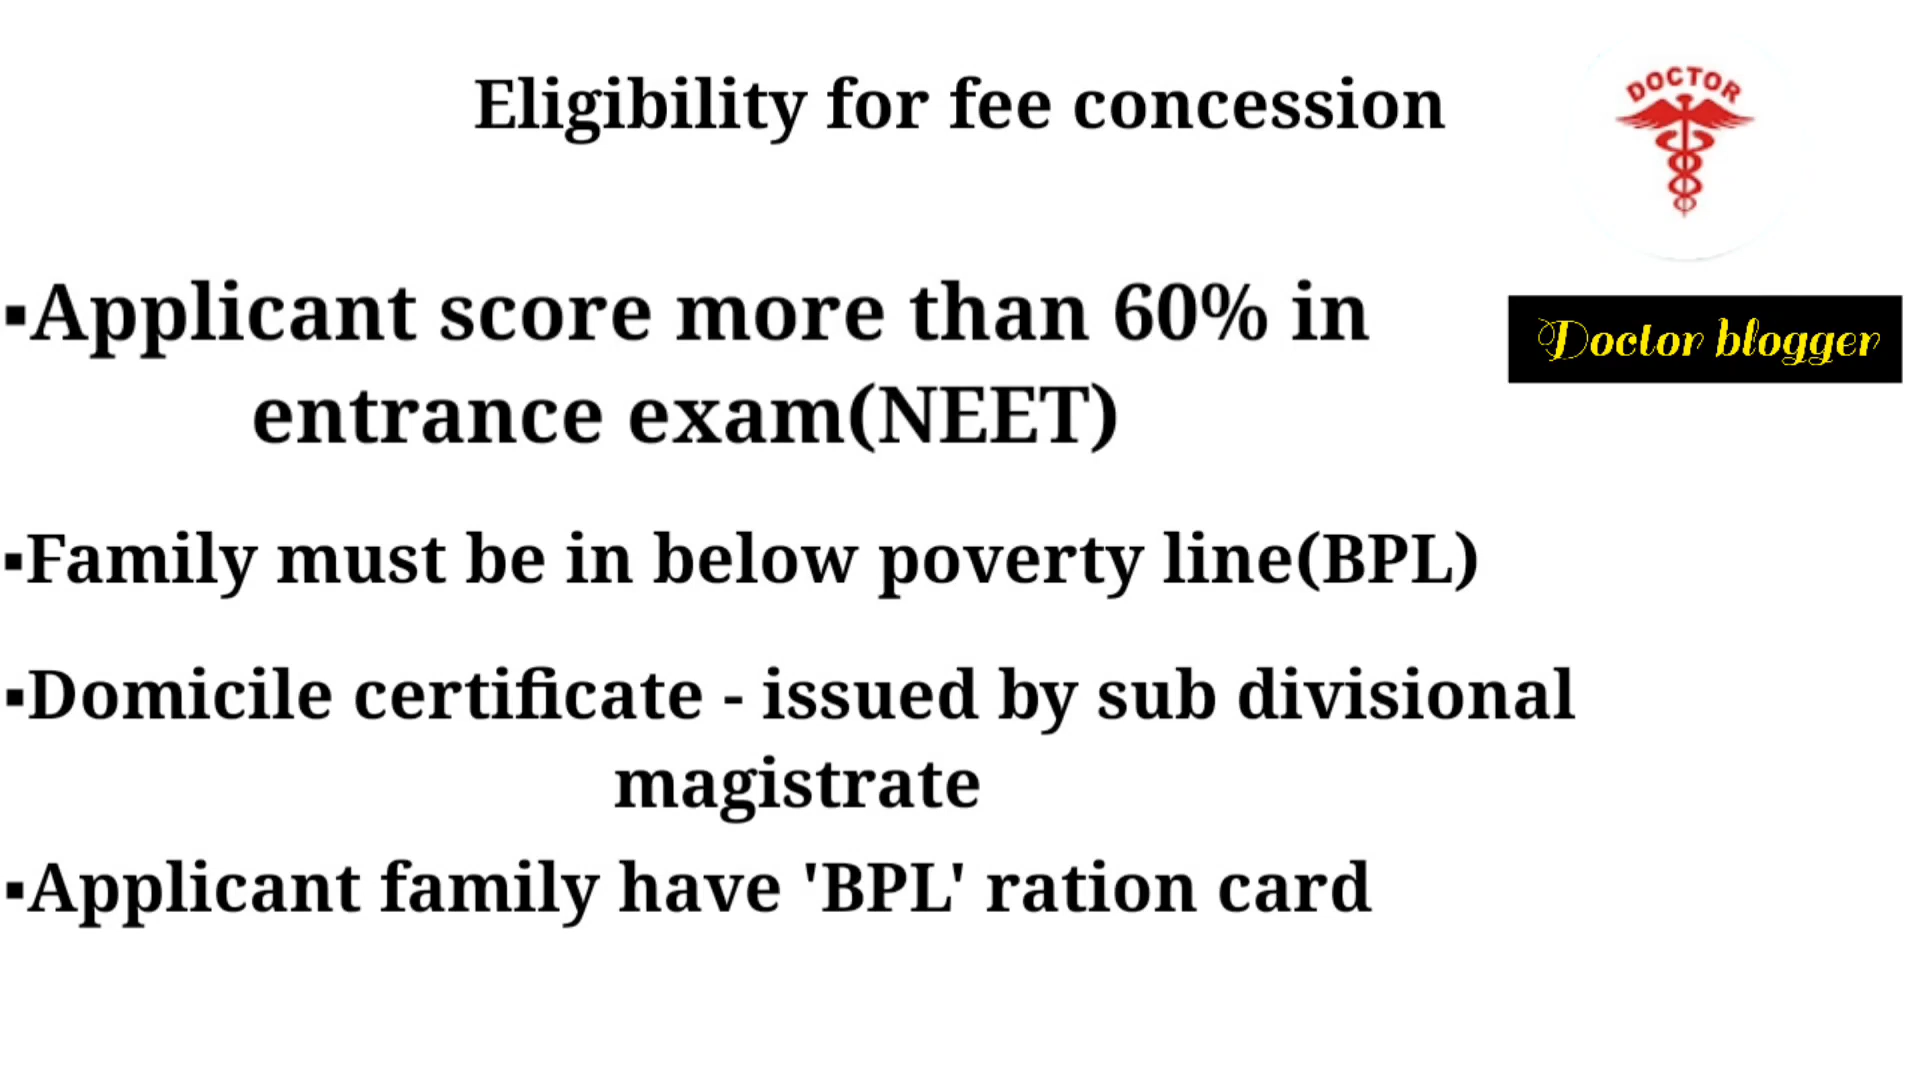 Eligibility for fee concession
DOCTOR
▪Applicant score more than 60% in
entrance exam(NEET)
Doctor blogger
▪Family must be in below poverty line(BPL)
▪Domicile certificate - issued by sub divisional
magistrate
▪Applicant family have 'BPL' ration card